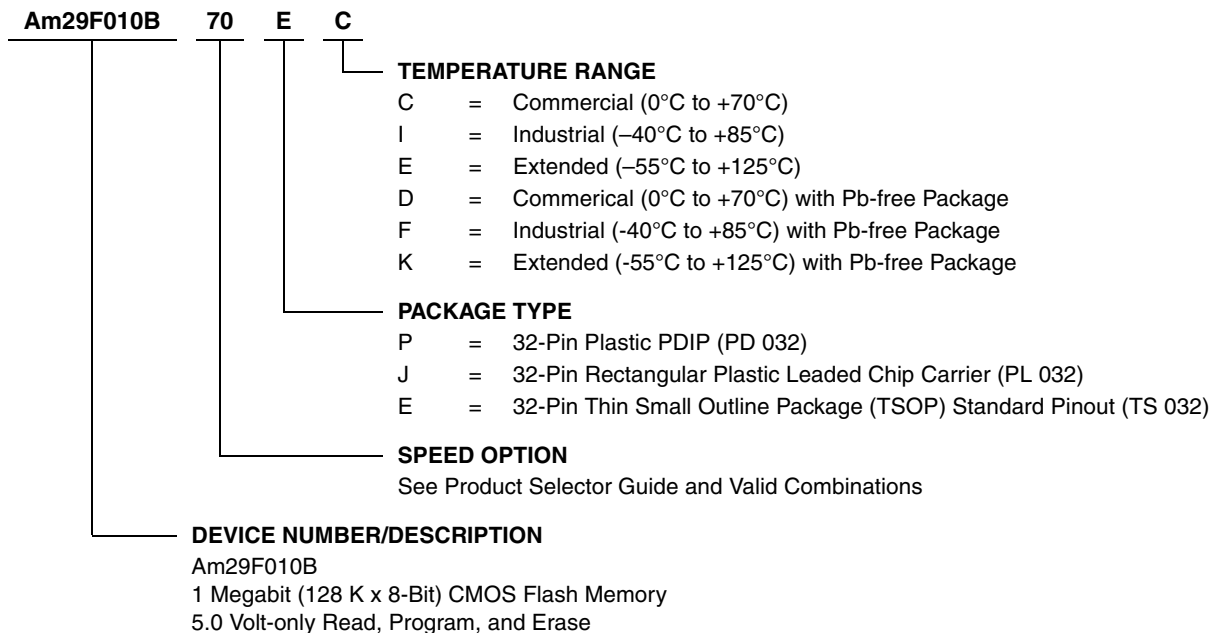 Am29F010B 70 E C
TEMPERATURE RANGE
C = Commercial (0°C to +70°C)
I = Industrial (–40°C to +85°C)
E = Extended (–55°C to +125°C)
D = Commerical (0°C to +70°C) with Pb-free Package
F = Industrial (-40°C to +85°C) with Pb-free Package
K = Extended (-55°C to +125°C) with Pb-free Package
PACKAGE TYPE
P = 32-Pin Plastic PDIP (PD 032)
J = 32-Pin Rectangular Plastic Leaded Chip Carrier (PL 032)
E = 32-Pin Thin Small Outline Package (TSOP) Standard Pinout (TS 032)
SPEED OPTION
See Product Selector Guide and Valid Combinations
DEVICE NUMBER/DESCRIPTION
Am29F010B
1 Megabit (128 K x 8-Bit) CMOS Flash Memory
5.0 Volt-only Read, Program, and Erase